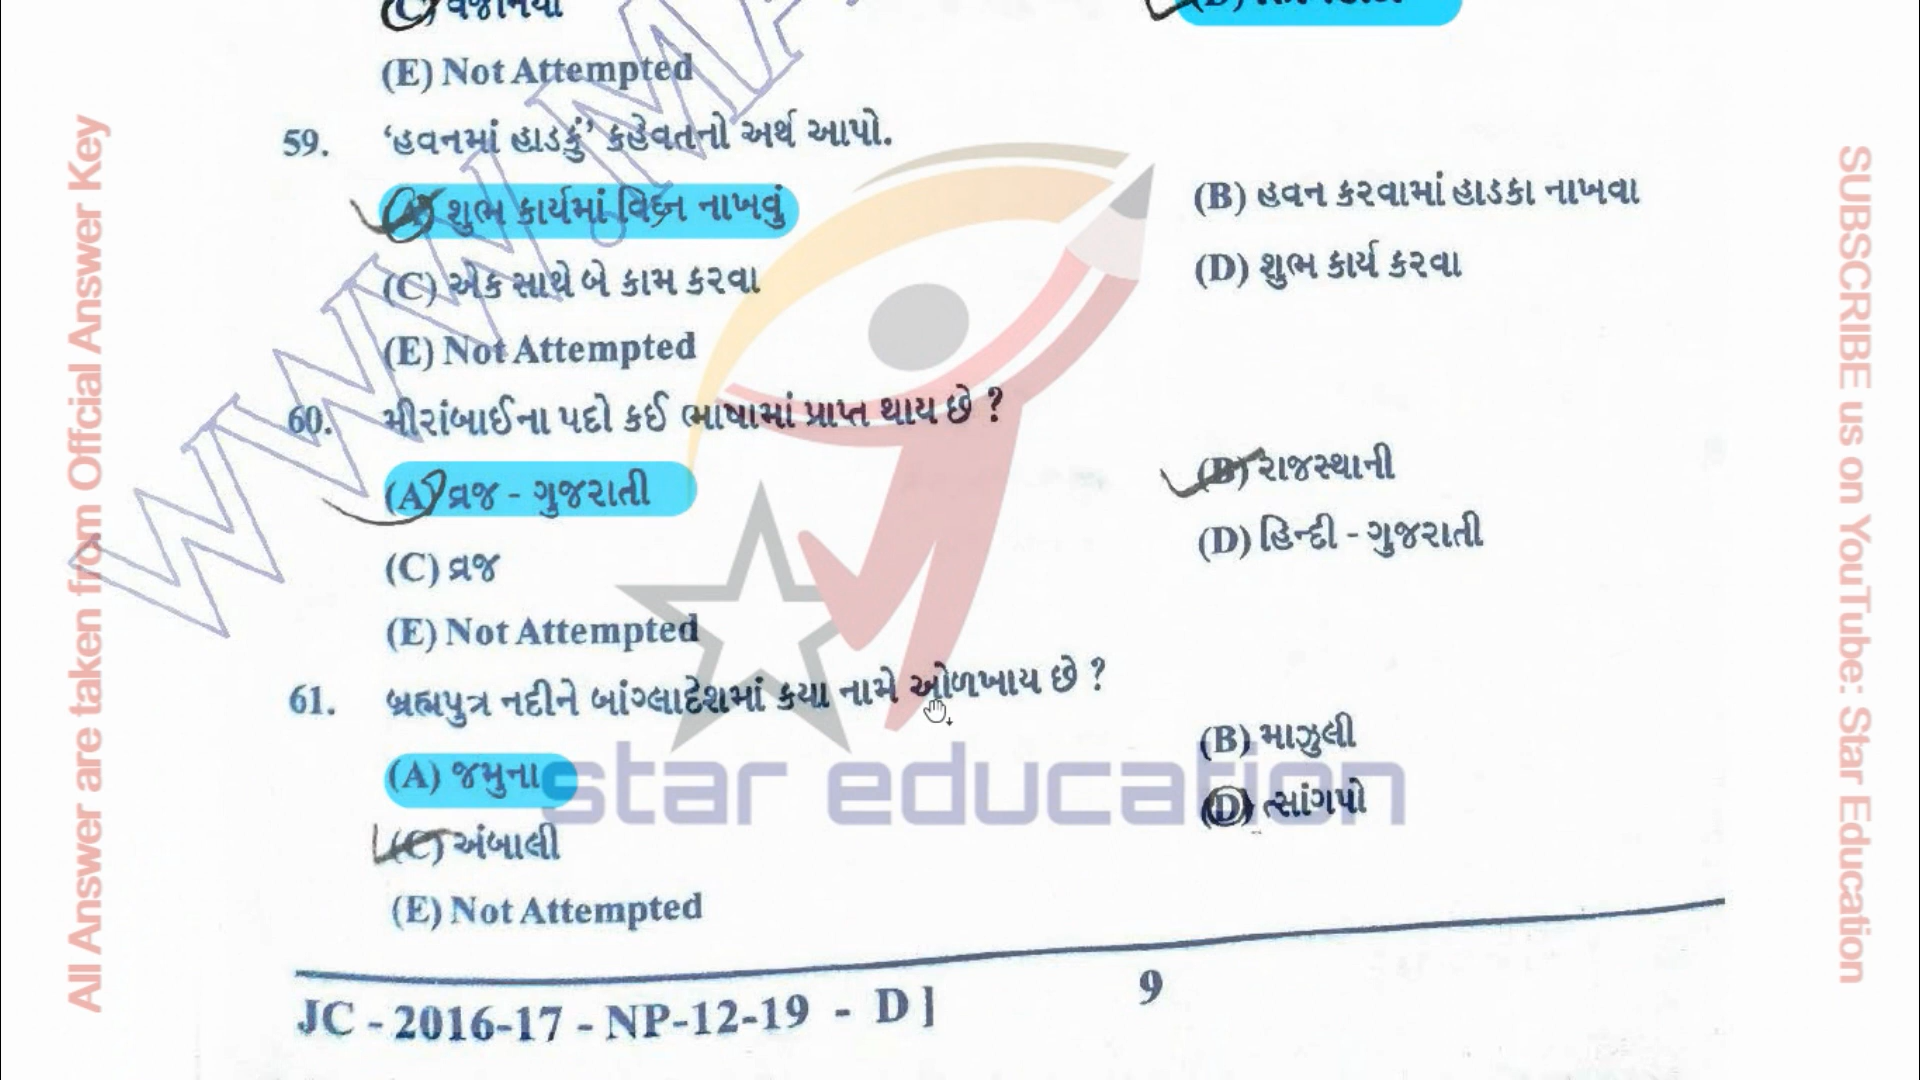 (E) Not Attempted
59. ‘હવનમાં હાડકું’ કહેવતનો અર્થ આપો.
(A) શુભ કાર્યમાં વિઘ્ન નાખવું
(B) હવન કરવામાં હાડકા નાખવા
(C) એક સાથે બે કામ કરવા
(D) શુભ કાર્ય કરવા
(E) Not Attempted
60. મીરાંબાઈના પદો કઈ ભાષામાં પ્રાપ્ત થાય છે ?
(A) વ્રજ - ગુજરાતી
(B) રાજસ્થાની
(C) વ્રજ
(D) હિન્દી - ગુજરાતી
(E) Not Attempted
61. બ્રહ્મપુત્ર નદીને બાંગ્લાદેશમાં કયા નામે ઓળખાય છે ?
(A) જમુના
(B) માઝુલી
(C) અંબાલી
(D) ત્સાંગપો
(E) Not Attempted
JC - 2016-17 - NP-12-19 - D ]
9
star education
All Answer are taken from Offcial Answer Key
SUBSCRIBE us on YouTube: Star Education